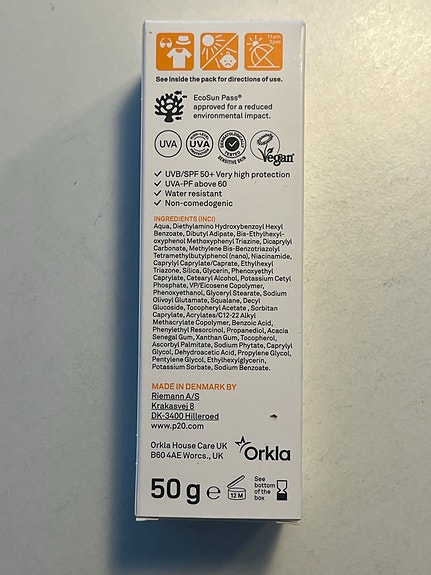 11am
3pm
See inside the pack for directions of use.
EcoSun Pass®
approved for a reduced
environmental impact.
UVA
UVA
DERMATOLOGICALLY
TESTED
SENSITIVE SKIN
Vegan
UVB/SPF 50+ Very high protection
UVA-PF above 60
Water resistant
Non-comedogenic
INGREDIENTS (INCI)
Aqua, Diethylamino Hydroxybenzoyl Hexyl
Benzoate, Dibutyl Adipate, Bis-Ethylhexyl-
oxyphenol Methoxyphenyl Triazine, Dicaprylyl
Carbonate, Methylene Bis-Benzotriazolyl
Tetramethylbutylphenol (nano), Niacinamide,
Caprylyl Caprylate/Caprate, Ethylhexyl
Triazone, Silica, Glycerin, Phenoxyethyl
Caprylate, Cetearyl Alcohol, Potassium Cetyl
Phosphate, VP/Eicosene Copolymer,
Phenoxyethanol, Glyceryl Stearate, Sodium
Olivoyl Glutamate, Squalane, Decyl
Glucoside, Tocopheryl Acetate , Sorbitan
Caprylate, Acrylates/C12-22 Alkyl
Methacrylate Copolymer, Benzoic Acid,
Phenylethyl Resorcinol, Propanediol, Acacia
Senegal Gum, Xanthan Gum, Tocopherol,
Ascorbyl Palmitate, Sodium Phytate, Caprylyl
Glycol, Dehydroacetic Acid, Propylene Glycol,
Pentylene Glycol, Ethylhexylglycerin,
Potassium Sorbate, Sodium Benzoate.
MADE IN DENMARK BY
Riemann A/S
Krakasvej 8
DK-3400 Hilleroed
www.p20.com
Orkla House Care UK
B60 4AE Worcs., UK
Orkla
50 g ℮
12 M
See
bottom
of the
box